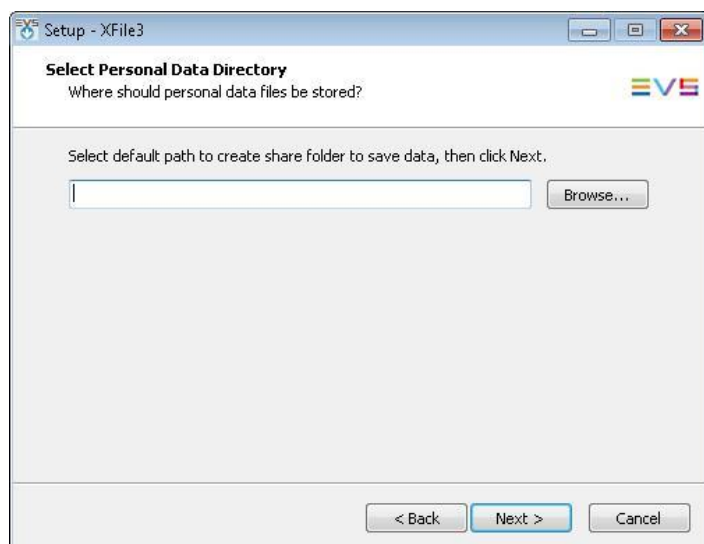 EVS Setup - XFile3
Select Personal Data Directory
Where should personal data files be stored?
EVS
Select default path to create share folder to save data, then click Next.
Browse...
< Back Next > Cancel